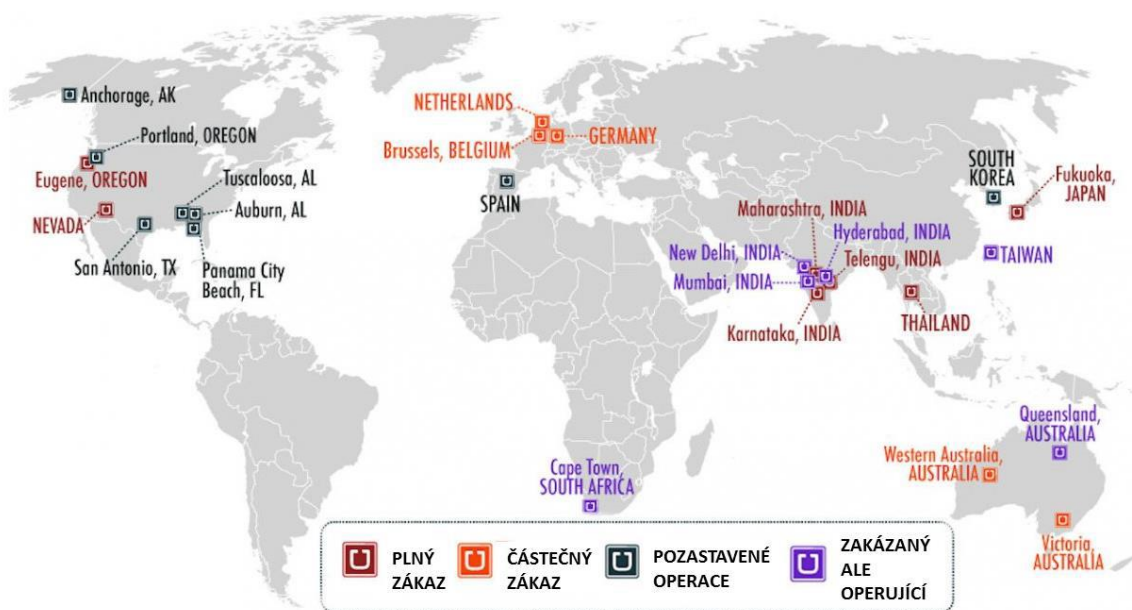 Anchorage, AK
Portland, OREGON
Eugene, OREGON
NEVADA
San Antonio, TX
Tuscaloosa, AL
Auburn, AL
Panama City
Beach, FL
NETHERLANDS
Brussels, BELGIUM
GERMANY
SPAIN
SOUTH
KOREA
Fukuoka,
JAPAN
Maharashtra, INDIA
Hyderabad, INDIA
New Delhi, INDIA
Telengu, INDIA
Mumbai, INDIA
TAIWAN
Karnataka, INDIA
THAILAND
Cape Town,
SOUTH AFRICA
Queensland,
AUSTRALIA
Western Australia,
AUSTRALIA
Victoria,
AUSTRALIA
PLNÝ
ZÁKAZ
ČÁSTEČNÝ
ZÁKAZ
POZASTAVENÉ
OPERACE
ZAKÁZANÝ
ALE
OPERUJÍCÍ